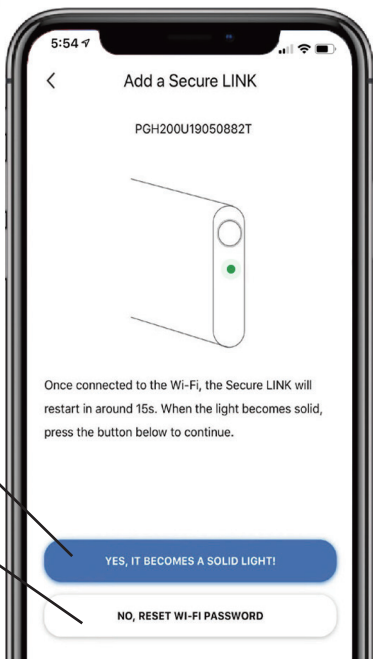 5:54
Add a Secure LINK
PGH200U19050882T
Once connected to the Wi-Fi, the Secure LINK will
restart in around 15s. When the light becomes solid,
press the button below to continue.
YES, IT BECOMES A SOLID LIGHT!
NO, RESET WI-FI PASSWORD